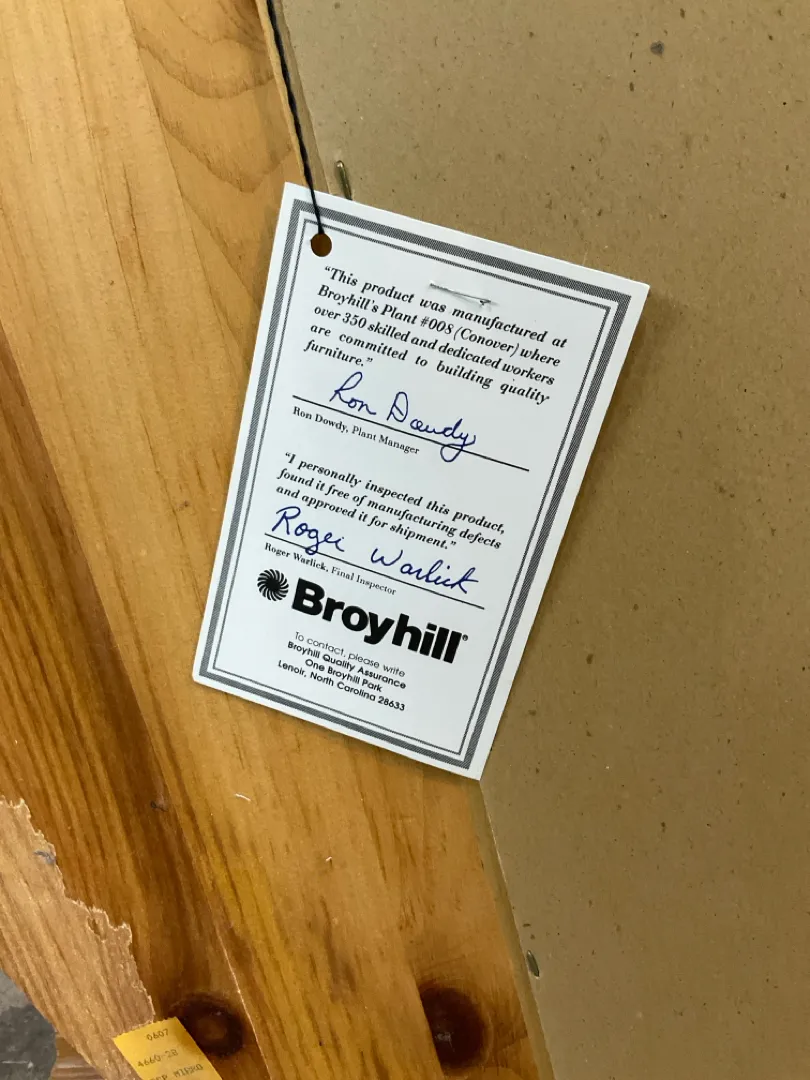 “This product was manufactured at
Broyhill's Plant #008 (Conover) where
over 350 skilled and dedicated workers
are committed to building quality
furniture.”
Ron Dowdy
Ron Dowdy, Plant Manager
“I personally inspected this product,
found it free of manufacturing defects
and approved it for shipment.”
Roger Warlick
Roger Warlick, Final Inspector
Broyhill®
To contact, please write
Broyhill Quality Assurance
One Broyhill Park
Lenoir, North Carolina 28633
0607
4660-38